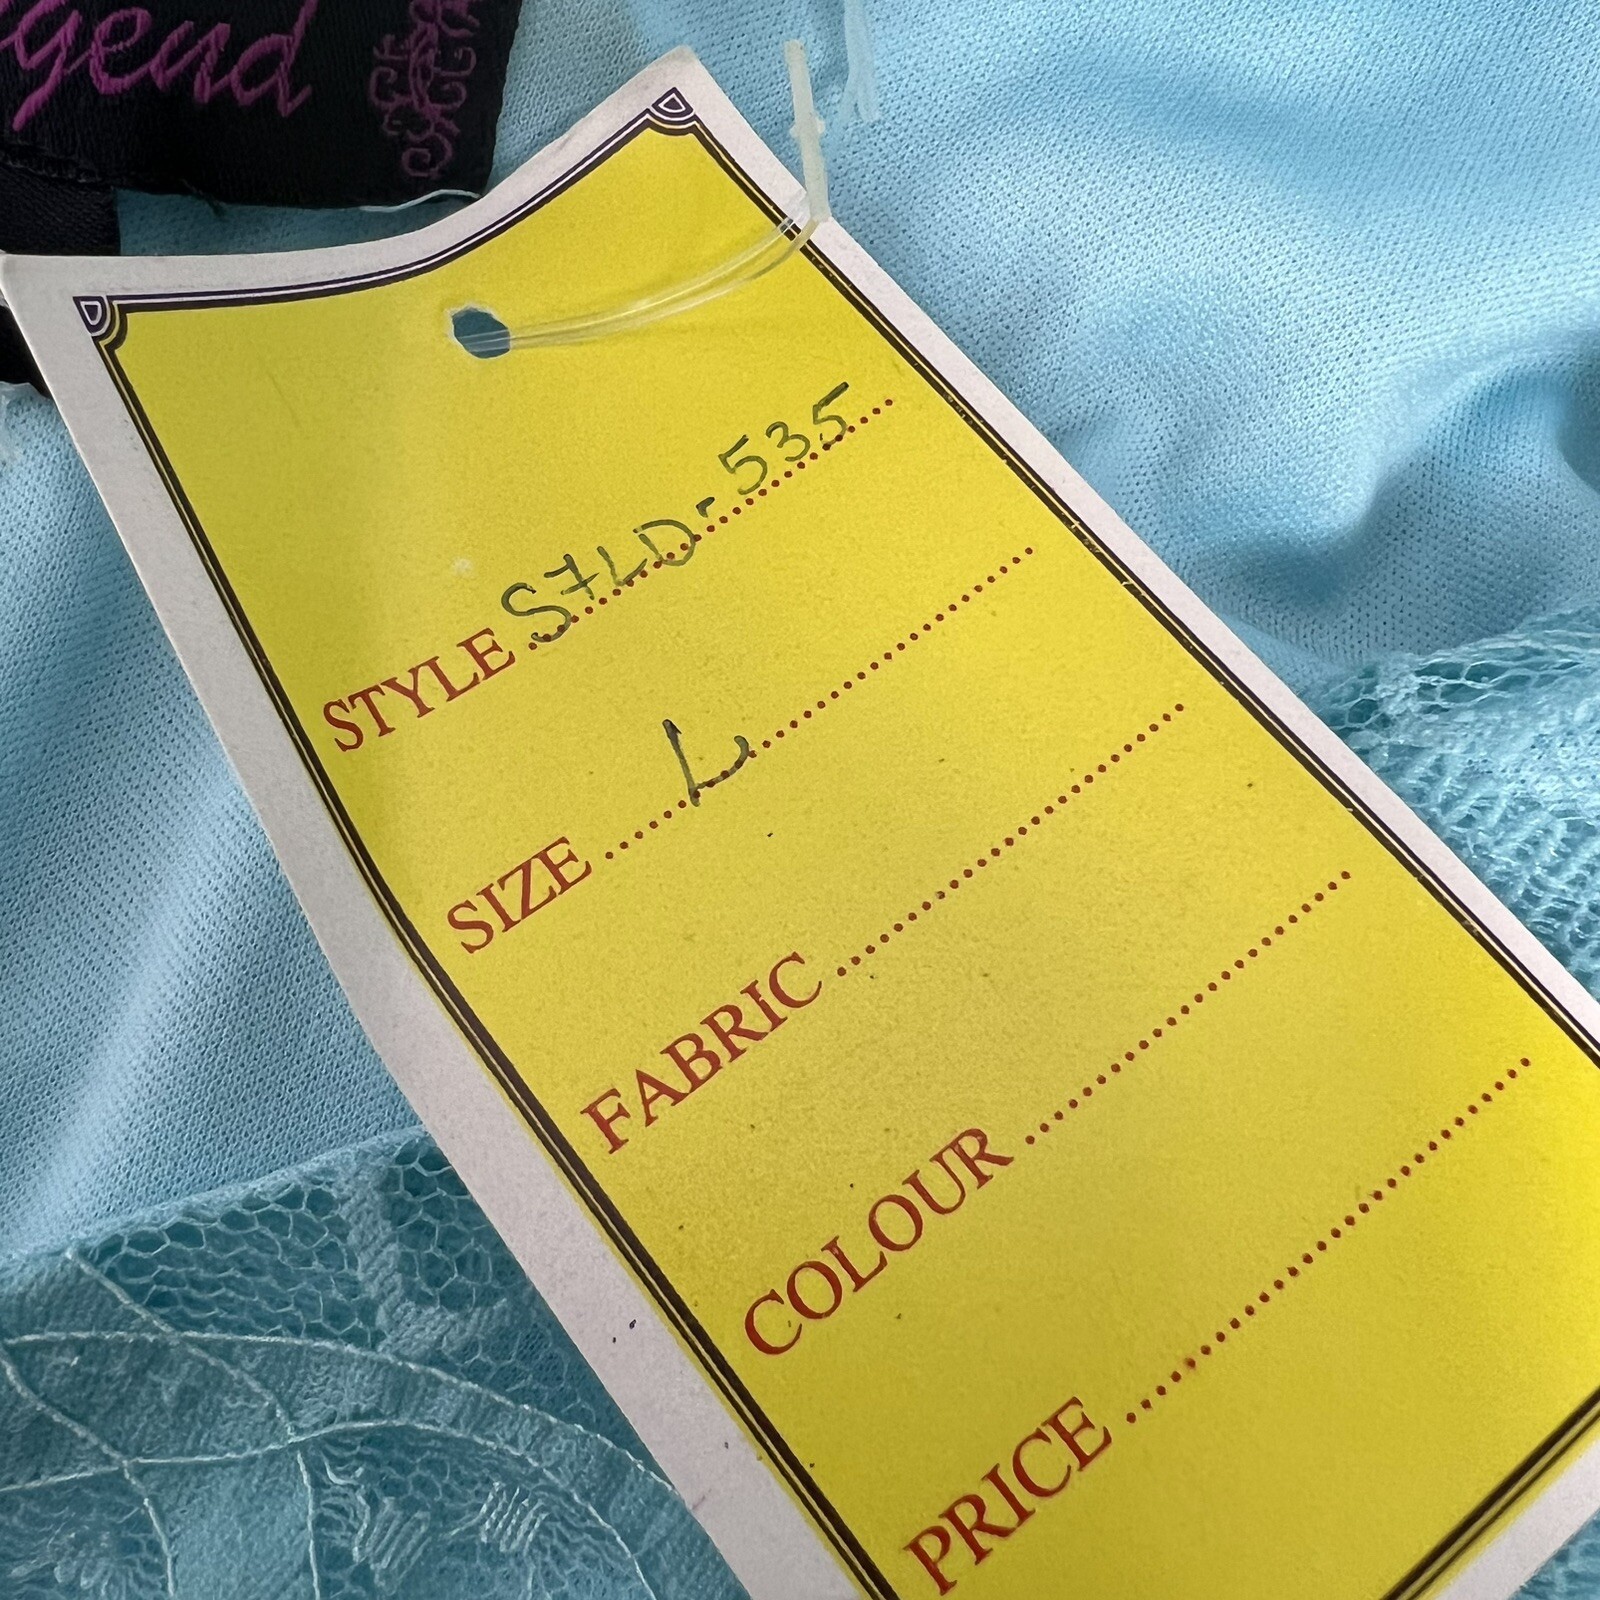 gend
STYLE S7LD-535
SIZE L
FABRIC
COLOUR
PRICE